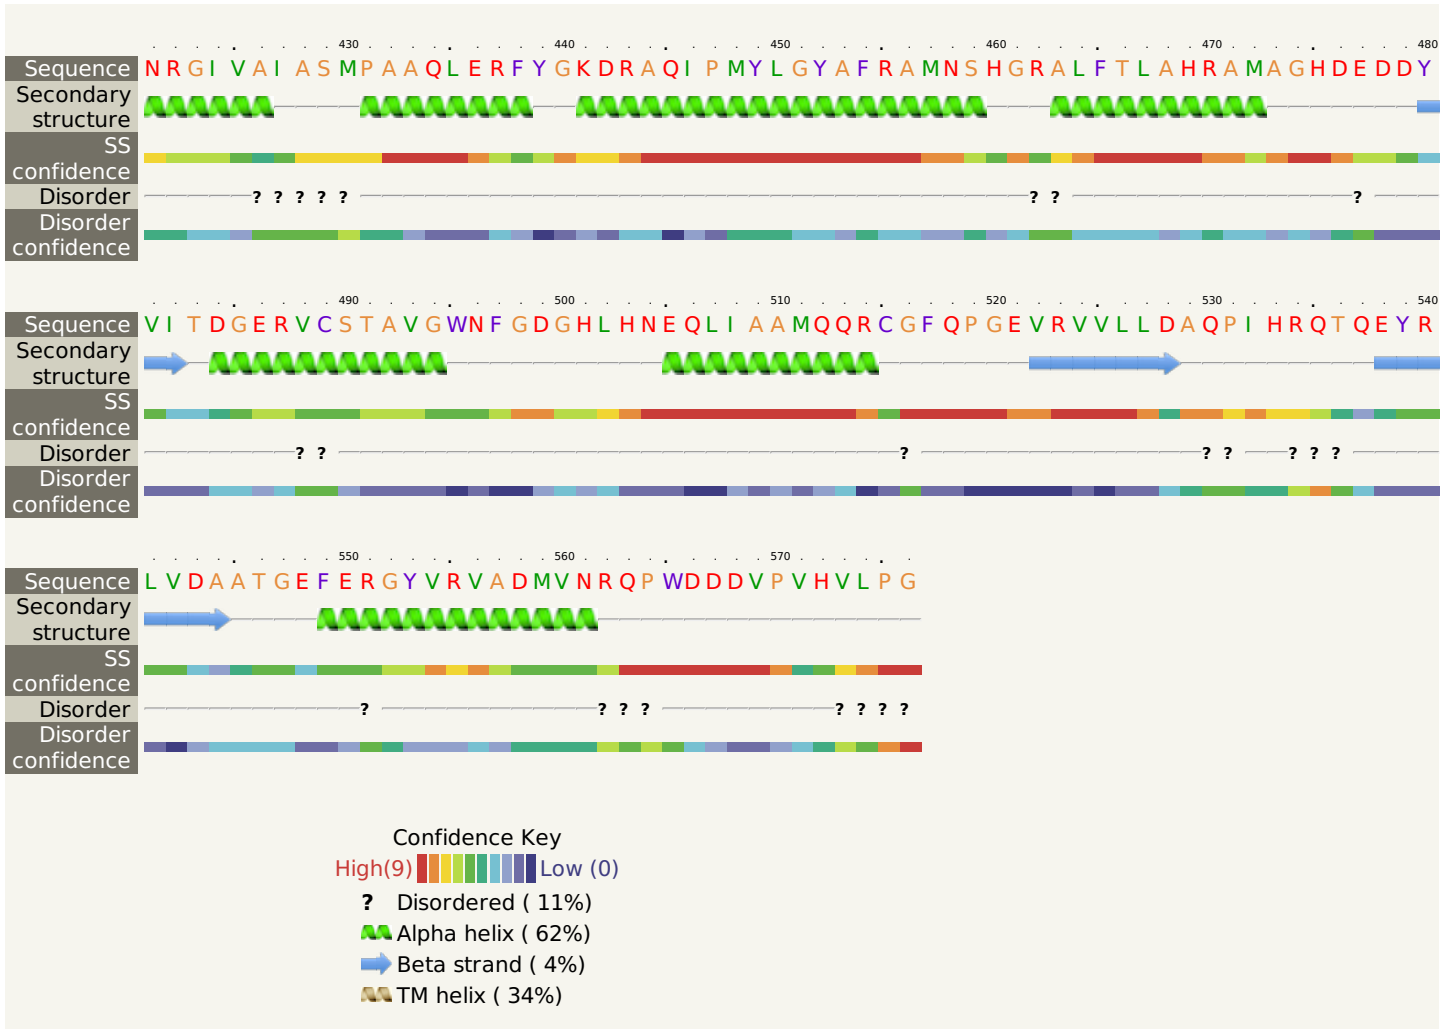 430 440 450 460 470 480
Sequence N R G I V A I A S M P A A Q L E R F Y G K D R A Q I P M Y L G Y A F R A M N S H G R A L F T L A H R A M A G H D E D D Y
Secondary
structure
SS
confidence
Disorder ? ? ? ? ? ? ? ?
Disorder
confidence
490 500 510 520 530 540
Sequence V I T D G E R V C S T A V G W N F G D G H L H N E Q L I A A M Q Q R C G F Q P G E V R V V L L D A Q P I H R Q T Q E Y R
Secondary
structure
SS
confidence
Disorder ? ? ? ? ? ? ? ?
Disorder
confidence
550 560 570
Sequence L V D A A T G E F E R G Y V R V A D M V N R Q P W D D D V P V H V L P G
Secondary
structure
SS
confidence
Disorder ? ? ? ? ? ? ? ?
Disorder
confidence
Confidence Key
High(9) Low (0)
? Disordered ( 11%)
Alpha helix ( 62%)
Beta strand ( 4%)
TM helix ( 34%)